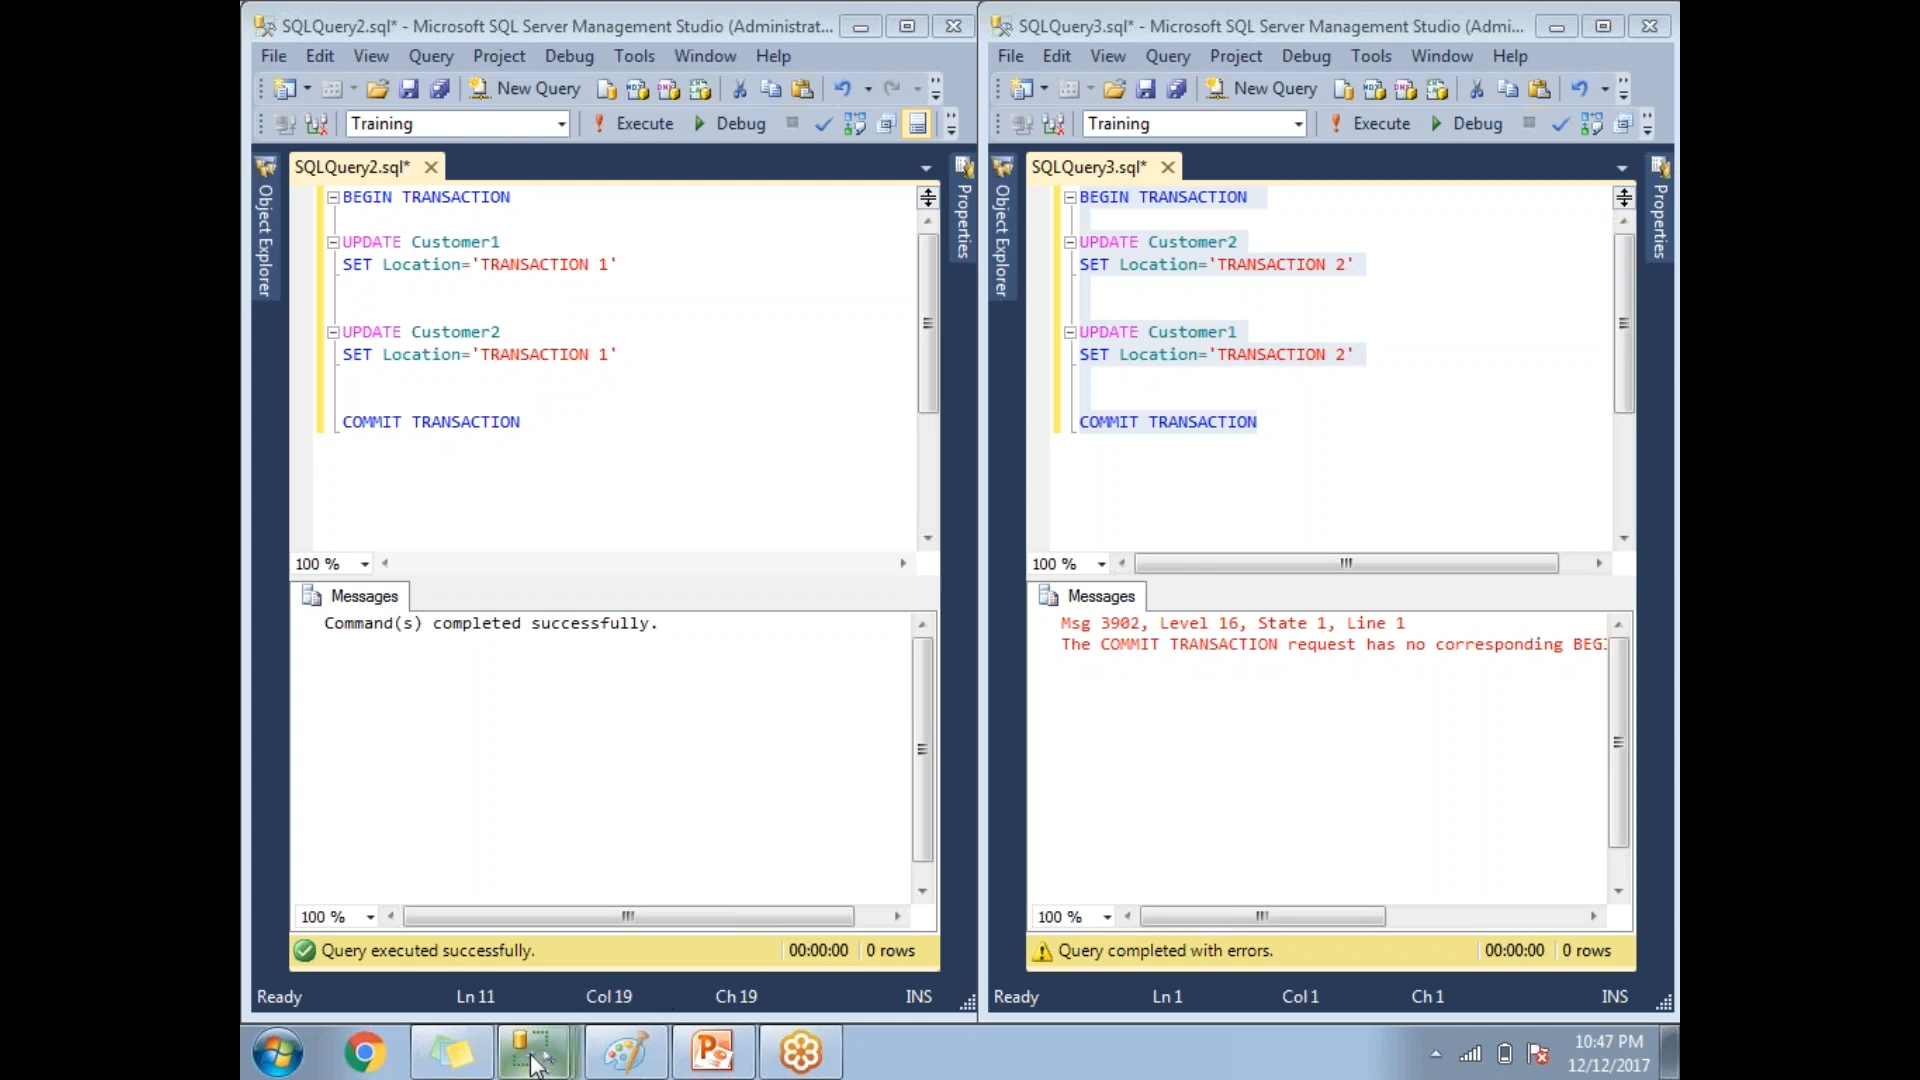 SQLQuery2.sql* - Microsoft SQL Server Management Studio (Administrat...
File Edit View Query Project Debug Tools Window Help
New Query
Training Execute Debug
SQLQuery2.sql*
Object Explorer
Properties
BEGIN TRANSACTION
UPDATE Customer1
SET Location='TRANSACTION 1'
UPDATE Customer2
SET Location='TRANSACTION 1'
COMMIT TRANSACTION
100 %
Messages
Command(s) completed successfully.
100 %
Query executed successfully. 00:00:00 0 rows
Ready Ln 11 Col 19 Ch 19 INS
SQLQuery3.sql* - Microsoft SQL Server Management Studio (Admi...
File Edit View Query Project Debug Tools Window Help
New Query
Training Execute Debug
SQLQuery3.sql*
Object Explorer
Properties
BEGIN TRANSACTION
UPDATE Customer2
SET Location='TRANSACTION 2'
UPDATE Customer1
SET Location='TRANSACTION 2'
COMMIT TRANSACTION
100 %
Messages
Msg 3902, Level 16, State 1, Line 1
The COMMIT TRANSACTION request has no corresponding BEG
100 %
Query completed with errors. 00:00:00 0 rows
Ready Ln 1 Col 1 Ch 1 INS
10:47 PM
12/12/2017